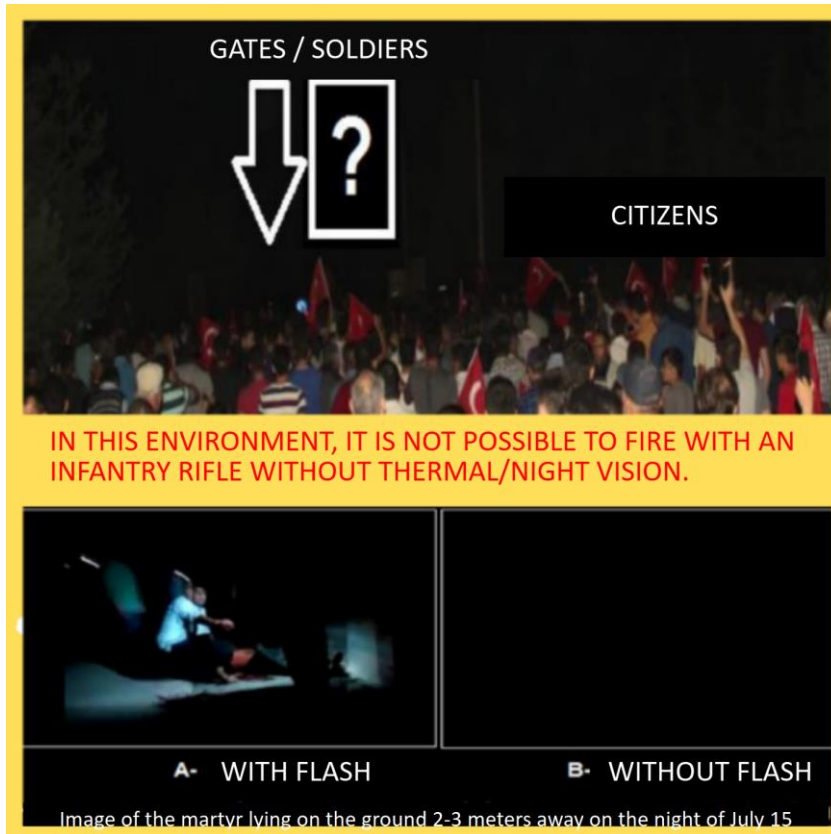 GATES / SOLDIERS
?
CITIZENS
IN THIS ENVIRONMENT, IT IS NOT POSSIBLE TO FIRE WITH AN
INFANTRY RIFLE WITHOUT THERMAL/NIGHT VISION.
A- WITH FLASH
B- WITHOUT FLASH
Image of the martyr lying on the ground 2-3 meters away on the night of July 15